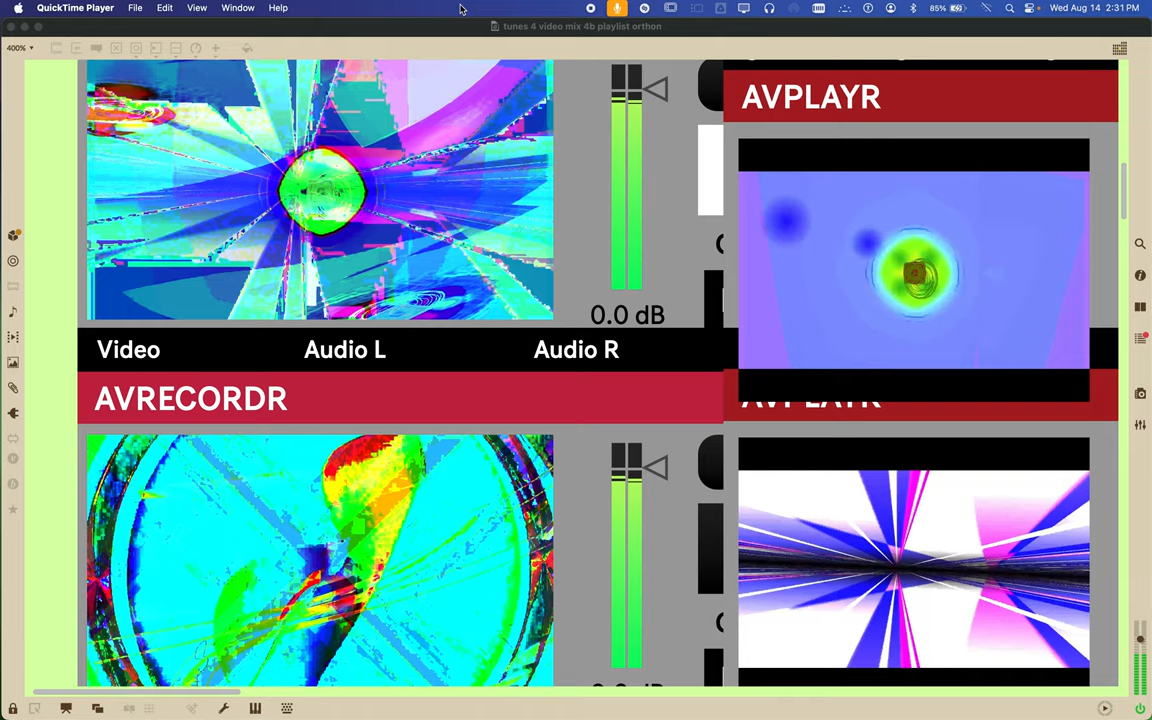 QuickTime Player File Edit View Window Help 85% Wed Aug 14 2:31 PM
tunes 4 video mix 4b playlist orthon
400%
AVPLAYR
0.0 dB
Video Audio L Audio R
AVRECORDR